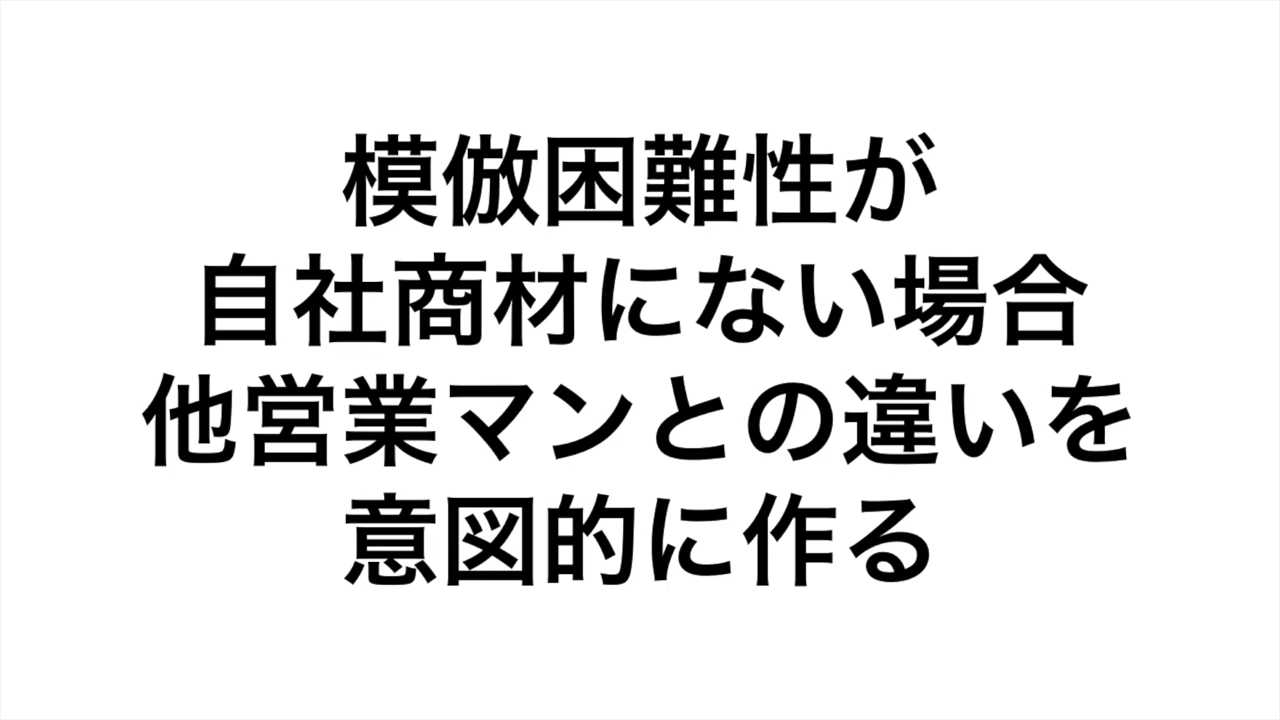 模倣困難性が
自社商材にない場合
他営業マンとの違いを
意図的に作る